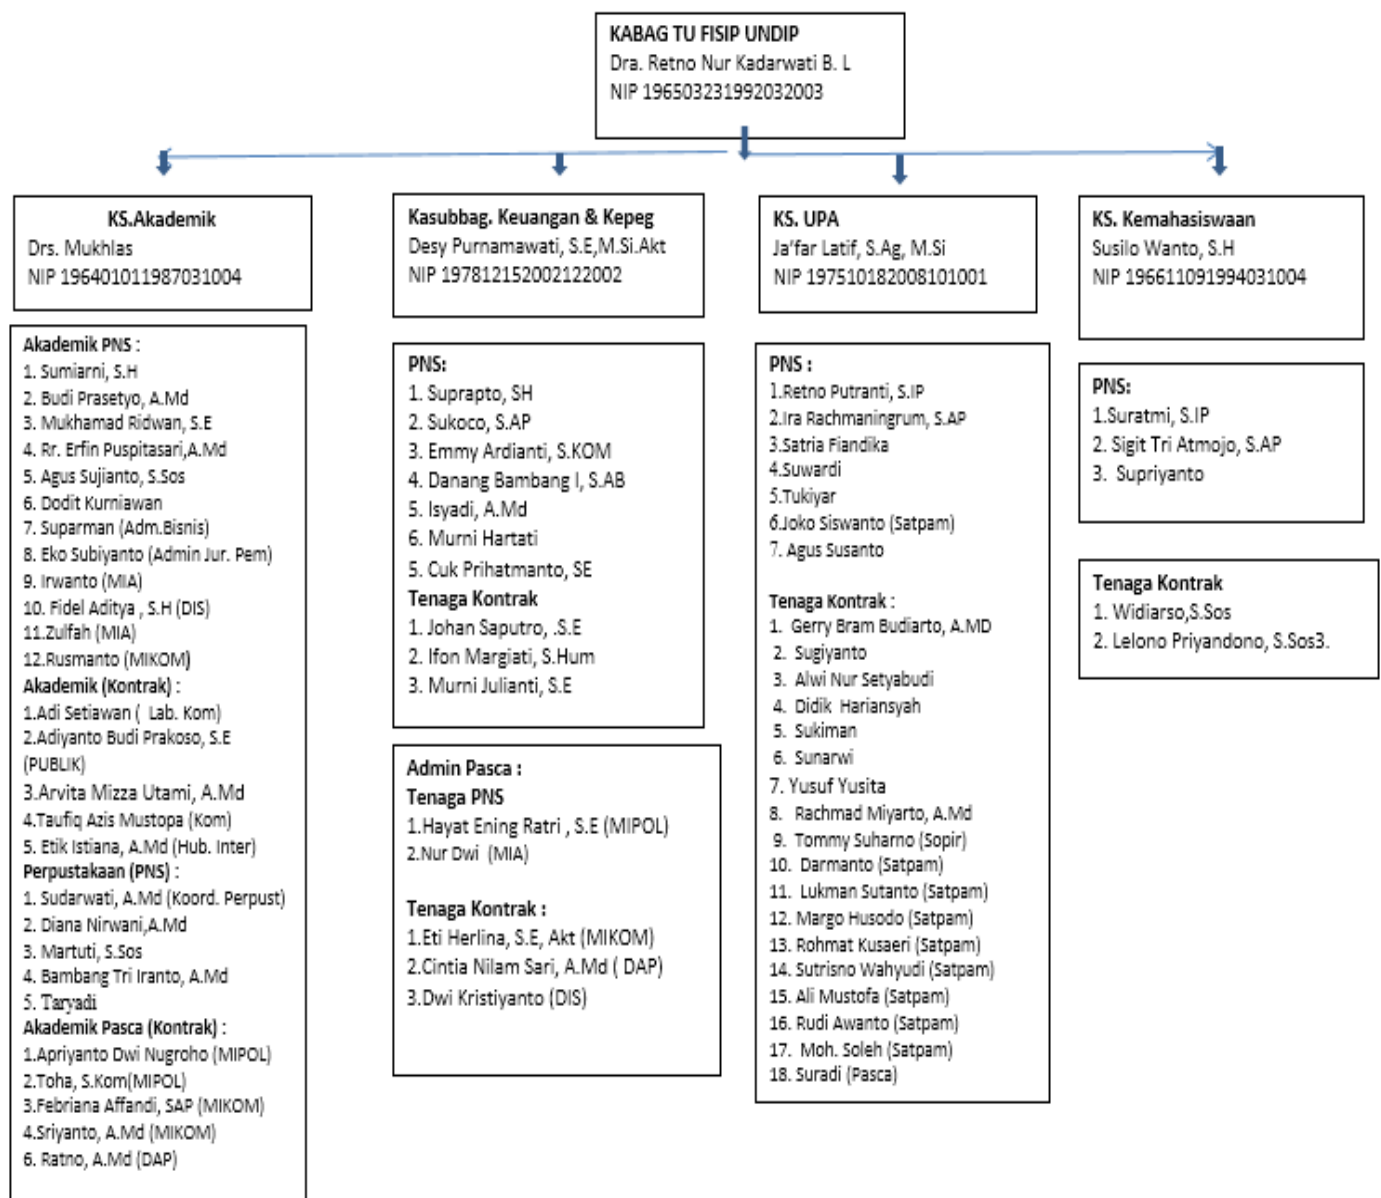 KABAG TU FISIP UNDIP
Dra. Retno Nur Kadarwati B. L
NIP 196503231992032003
KS.Akademik
Drs. Mukhlas
NIP 196401011987031004
Kasubbag. Keuangan & Kepeg
Desy Purnamawati, S.E,M.Si.Akt
NIP 197812152002122002
KS. UPA
Ja'far Latif, S.Ag, M.Si
NIP 197510182008101001
KS. Kemahasiswaan
Susilo Wanto, S.H
NIP 196611091994031004
Akademik PNS :
1. Sumiarni, S.H
2. Budi Prasetyo, A.Md
3. Mukhamad Ridwan, S.E
4. Rr. Erfin Puspitasari,A.Md
5. Agus Sujianto, S.Sos
6. Dodit Kurniawan
7. Suparman (Adm.Bisnis)
8. Eko Subiyanto (Admin Jur. Pem)
9. Irwanto (MIA)
10. Fidel Aditya , S.H (DIS)
11.Zulfah (MIA)
12.Rusmanto (MIKOM)
Akademik (Kontrak) :
1.Adi Setiawan ( Lab. Kom)
2.Adiyanto Budi Prakoso, S.E
(PUBLIK)
3.Arvita Mizza Utami, A.Md
4.Taufiq Azis Mustopa (Kom)
5. Etik Istiana, A.Md (Hub. Inter)
Perpustakaan (PNS) :
1. Sudarwati, A.Md (Koord. Perpust)
2. Diana Nirwani,A.Md
3. Martuti, S.Sos
4. Bambang Tri Iranto, A.Md
5. Taryadi
Akademik Pasca (Kontrak) :
1.Apriyanto Dwi Nugroho (MIPOL)
2.Toha, S.Kom(MIPOL)
3.Febriana Affandi, SAP (MIKOM)
4.Sriyanto, A.Md (MIKOM)
6. Ratno, A.Md (DAP)
PNS:
1. Suprapto, SH
2. Sukoco, S.AP
3. Emmy Ardianti, S.KOM
4. Danang Bambang I, S.AB
5. Isyadi, A.Md
6. Murni Hartati
5. Cuk Prihatmanto, SE
Tenaga Kontrak
1. Johan Saputro, .S.E
2. Ifon Margiati, S.Hum
3. Murni Julianti, S.E
Admin Pasca :
Tenaga PNS
1.Hayat Ening Ratri , S.E (MIPOL)
2.Nur Dwi (MIA)
Tenaga Kontrak :
1.Eti Herlina, S.E, Akt (MIKOM)
2.Cintia Nilam Sari, A.Md ( DAP)
3.Dwi Kristiyanto (DIS)
PNS :
1.Retno Putranti, S.IP
2.Ira Rachmaningrum, S.AP
3.Satria Fiandika
4.Suwardi
5.Tukiyar
6.Joko Siswanto (Satpam)
7. Agus Susanto
Tenaga Kontrak :
1. Gerry Bram Budiarto, A.MD
2. Sugiyanto
3. Alwi Nur Setyabudi
4. Didik Hariansyah
5. Sukiman
6. Sunarwi
7. Yusuf Yusita
8. Rachmad Miyarto, A.Md
9. Tommy Suharno (Sopir)
10. Darmanto (Satpam)
11. Lukman Sutanto (Satpam)
12. Margo Husodo (Satpam)
13. Rohmat Kusaeri (Satpam)
14. Sutrisno Wahyudi (Satpam)
15. Ali Mustofa (Satpam)
16. Rudi Awanto (Satpam)
17. Moh. Soleh (Satpam)
18. Suradi (Pasca)
PNS:
1.Suratmi, S.IP
2. Sigit Tri Atmojo, S.AP
3. Supriyanto
Tenaga Kontrak
1. Widiarso,S.Sos
2. Lelono Priyandono, S.Sos3.